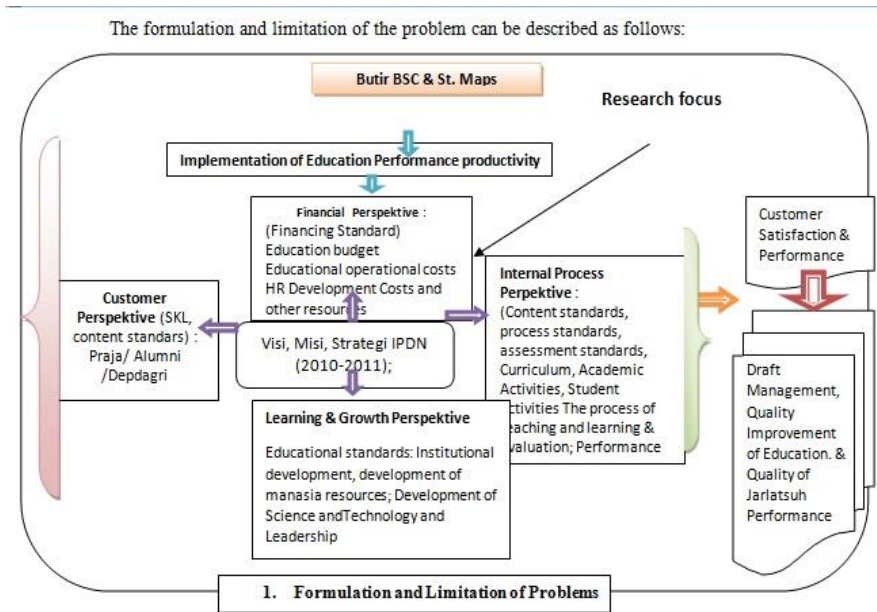 The formulation and limitation of the problem can be described as follows:
Butir BSC & St. Maps
Research focus
Implementation of Education Performance productivity
Financial Perspektive :
(Financing Standard)
Education budget
Educational operational costs
HR Development Costs and
other resources
Customer
Satisfaction &
Performance
Customer
Perspektive (SKL,
content standars) :
Praja/ Alumni
/Depdagri
Internal Process
Perpektive :
(Content standards,
process standards,
assessment standards,
Curriculum, Academic
Activities, Student
Activities The process of
teaching and learning &
Evaluation; Performance
Visi, Misi, Strategi IPDN
(2010-2011);
Learning & Growth Perspektive
Educational standards: Institutional
development, development of
manasia resources; Development of
Science andTechnology and
Leadership
Draft
Management,
Quality
Improvement
of Education. &
Quality of
Jarlatsuh
Performance
1. Formulation and Limitation of Problems